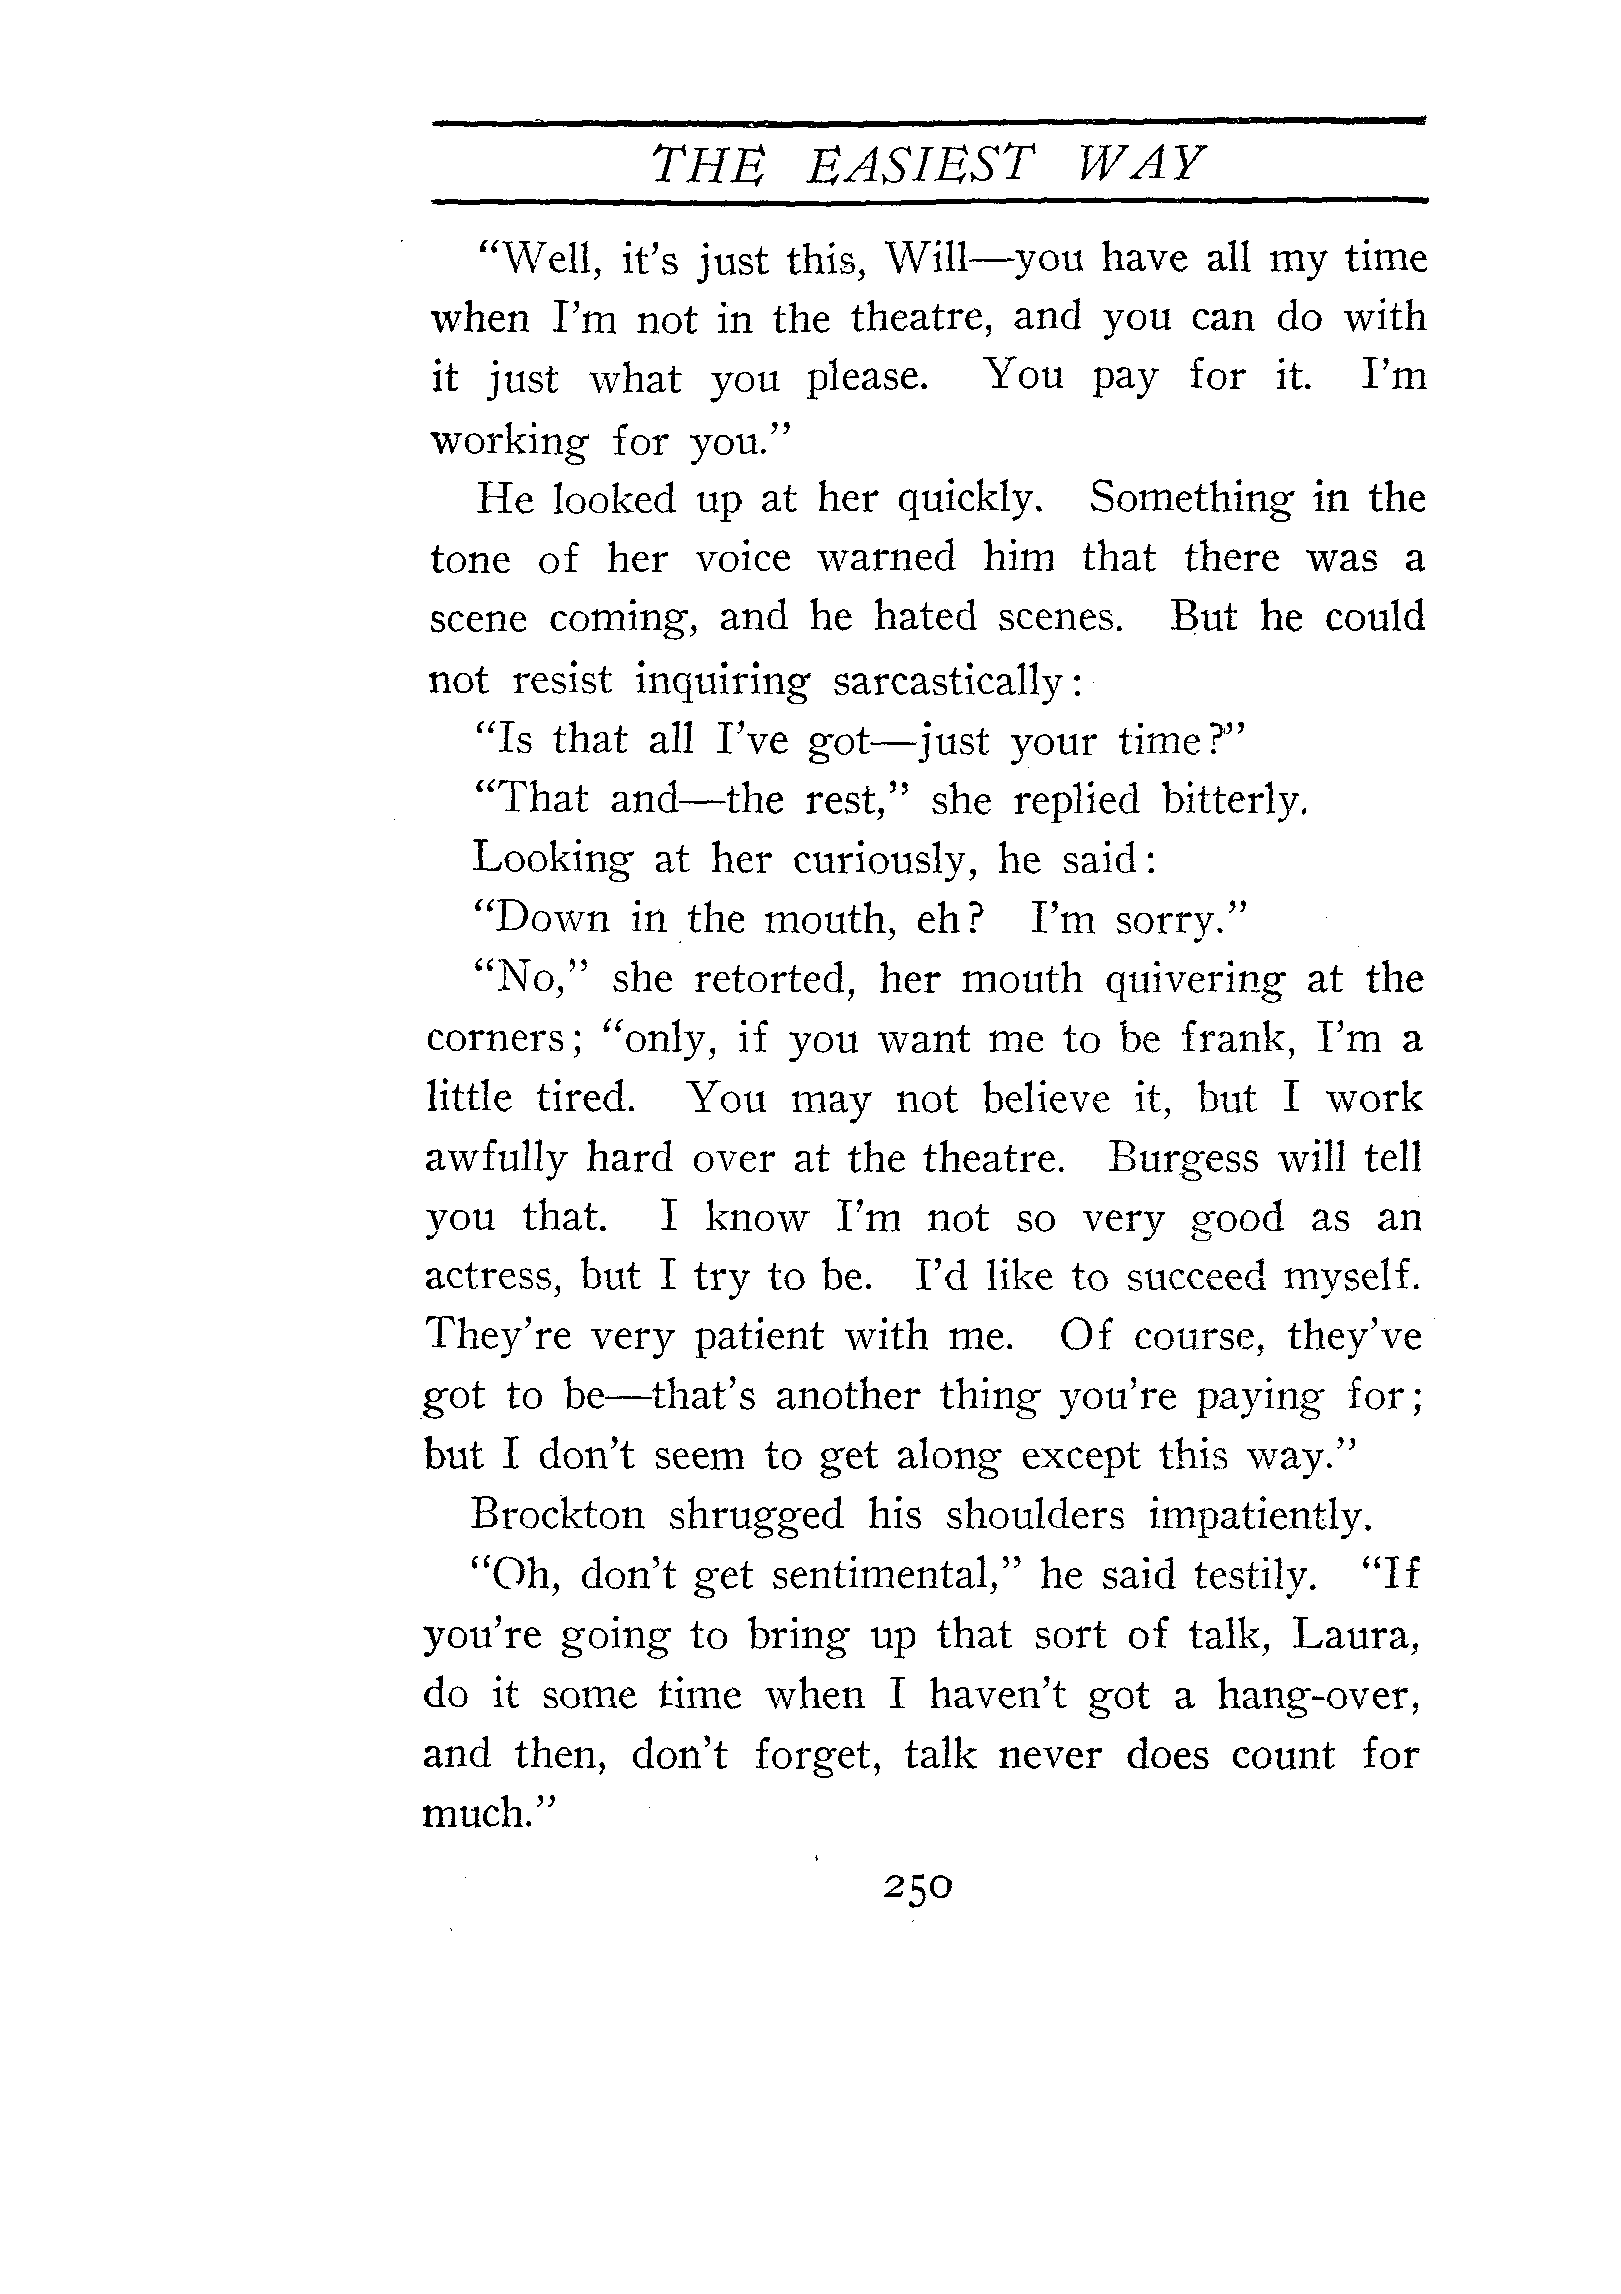 THE EASIEST WAY
“Well, it’s just this, Will—you have all my time
when I’m not in the theatre, and you can do with
it just what you please. You pay for it. I’m
working for you.”
He looked up at her quickly. Something in the
tone of her voice warned him that there was a
scene coming, and he hated scenes. But he could
not resist inquiring sarcastically:
“Is that all I’ve got—just your time?”
“That and—the rest,” she replied bitterly.
Looking at her curiously, he said:
“Down in the mouth, eh? I’m sorry.”
“No,” she retorted, her mouth quivering at the
corners; “only, if you want me to be frank, I’m a
little tired. You may not believe it, but I work
awfully hard over at the theatre. Burgess will tell
you that. I know I’m not so very good as an
actress, but I try to be. I’d like to succeed myself.
They’re very patient with me. Of course, they’ve
got to be—that’s another thing you’re paying for;
but I don’t seem to get along except this way.”
Brockton shrugged his shoulders impatiently.
“Oh, don’t get sentimental,” he said testily. “If
you’re going to bring up that sort of talk, Laura,
do it some time when I haven’t got a hang-over,
and then, don’t forget, talk never does count for
much.”
250